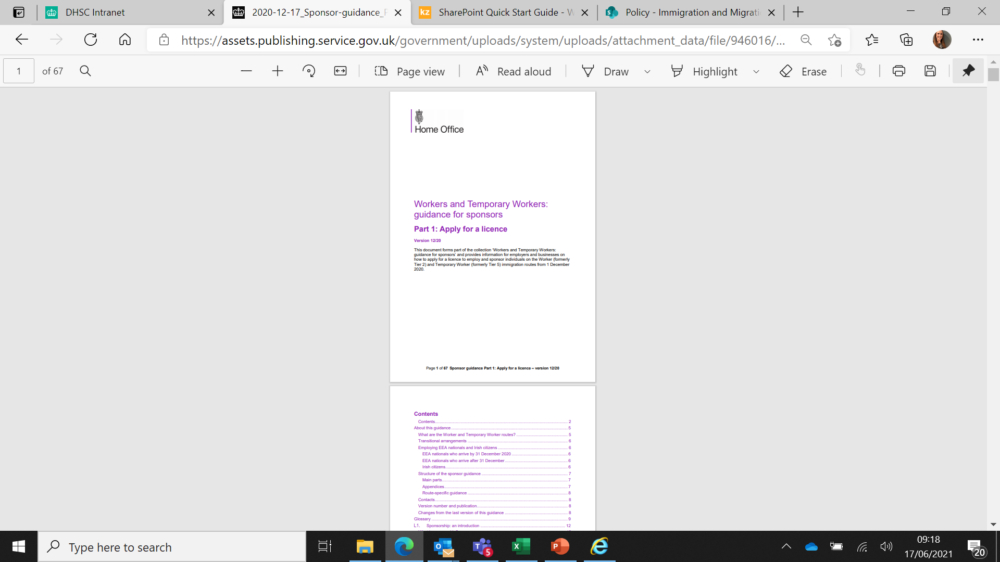 DHSC Intranet
2020-12-17_Sponsor-guidance_
kz SharePoint Quick Start Guide -
Policy - Immigration and Migrati
https://assets.publishing.service.gov.uk/government/uploads/system/uploads/attachment_data/file/946016/...
1 of 67
Page view
Read aloud
Draw
Highlight
Erase
Home Office
Workers and Temporary Workers:
guidance for sponsors
Part 1: Apply for a licence
Version 12/20
This document forms part of the collection 'Workers and Temporary Workers:
guidance for sponsors' and provides information for employers and businesses on
how to apply for a licence to employ and sponsor individuals on the Worker (formerly
Tier 2) and Temporary Worker (formerly Tier 5) immigration routes from 1 December
2020.
Page 1 of 67 Sponsor guidance Part 1: Apply for a licence – version 12/20
Contents
Contents 2
About this guidance 5
What are the Worker and Temporary Worker routes? 5
Transitional arrangements 6
Employing EEA nationals and Irish citizens 6
EEA nationals who arrive by 31 December 2020 6
EEA nationals who arrive after 31 December 6
Irish citizens 6
Structure of the sponsor guidance 7
Main parts 7
Appendices 7
Route-specific guidance 8
Contacts 8
Version number and publication 8
Changes from the last version of this guidance 8
Glossary 9
L1. Sponsorship: an introduction 12
Type here to search
5
09:18
17/06/2021
20